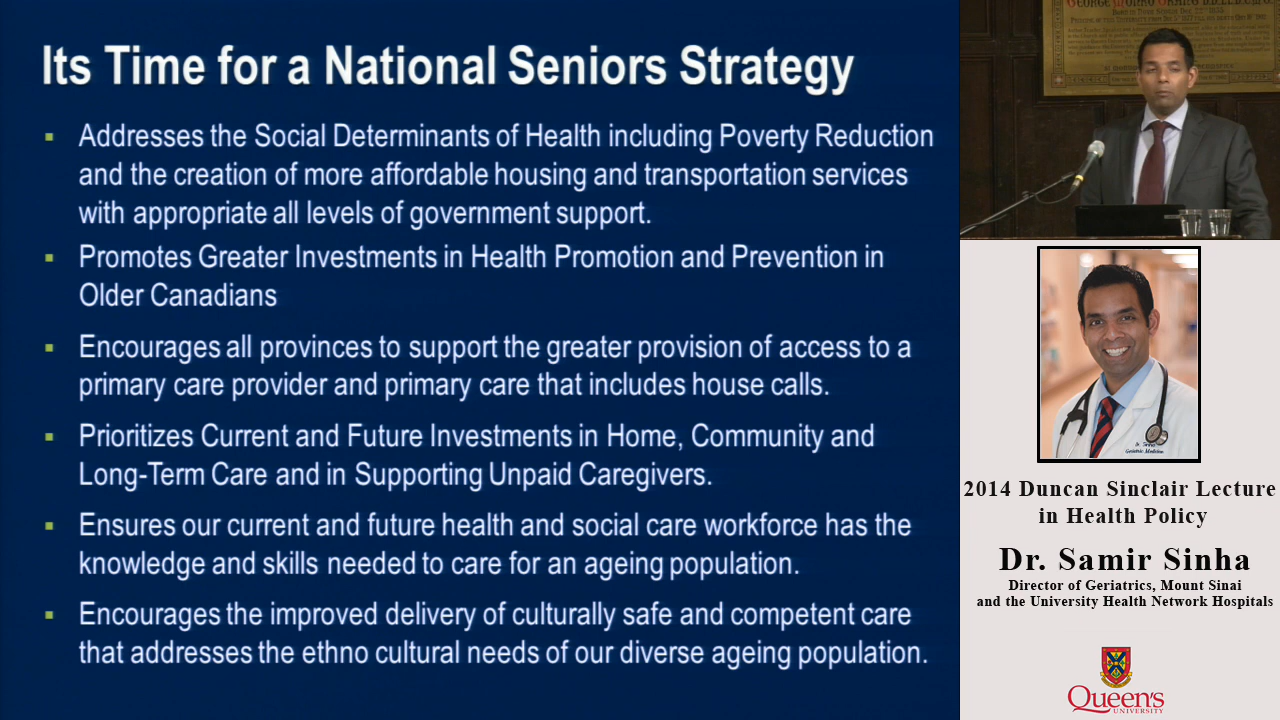 Its Time for a National Seniors Strategy
Addresses the Social Determinants of Health including Poverty Reduction
and the creation of more affordable housing and transportation services
with appropriate all levels of government support.
Promotes Greater Investments in Health Promotion and Prevention in
Older Canadians
Encourages all provinces to support the greater provision of access to a
primary care provider and primary care that includes house calls.
Prioritizes Current and Future Investments in Home, Community and
Long-Term Care and in Supporting Unpaid Caregivers.
Ensures our current and future health and social care workforce has the
knowledge and skills needed to care for an ageing population.
Encourages the improved delivery of culturally safe and competent care
that addresses the ethno cultural needs of our diverse ageing population.
Dr. Sinha
Geriatric Medicine
2014 Duncan Sinclair Lecture
in Health Policy
Dr. Samir Sinha
Director of Geriatrics, Mount Sinai
and the University Health Network Hospitals
Queen's
UNIVERSITY